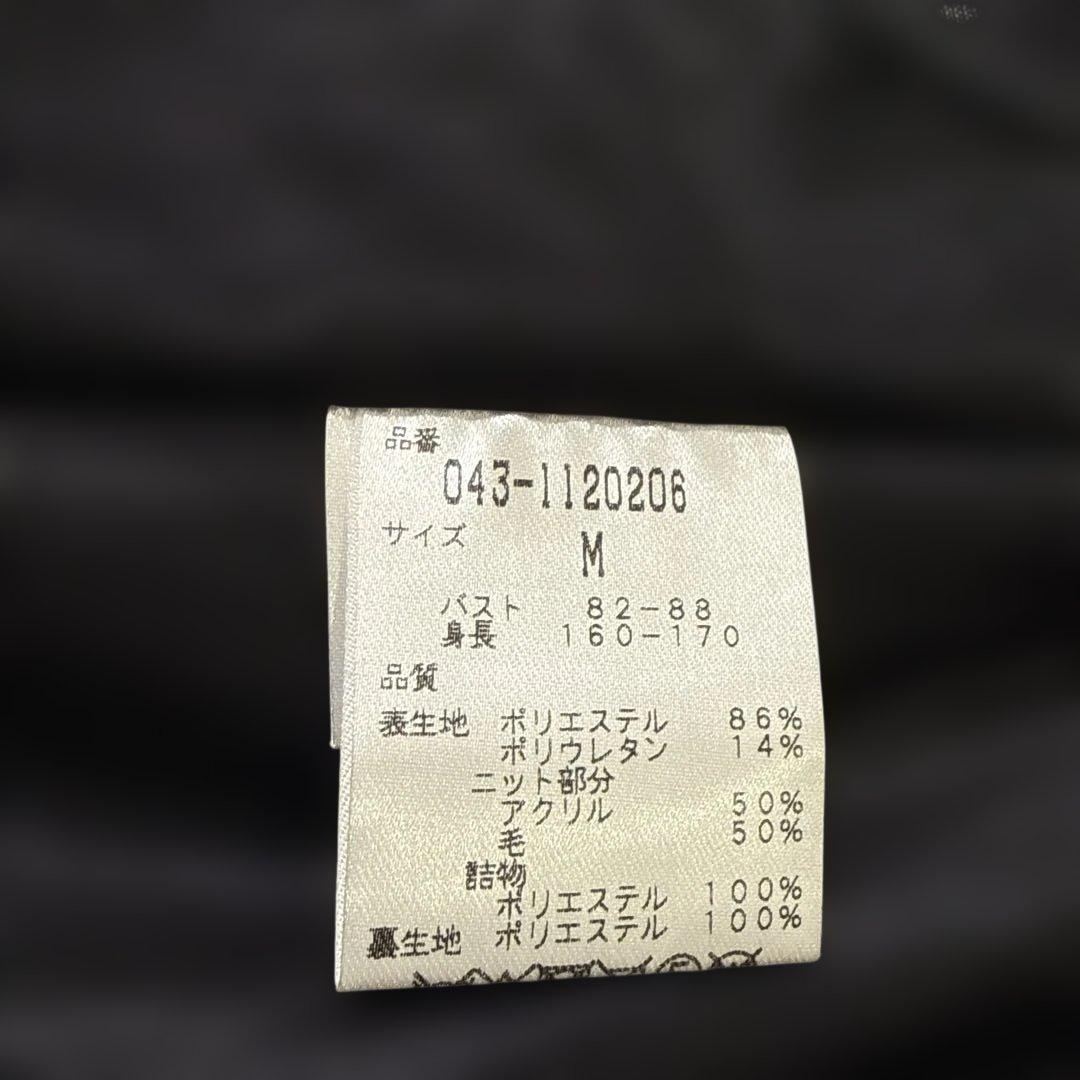 品番
043-1120206
サイズ M
バスト 82-88
身長 160-170
品質
表生地 ポリエステル 86%
ポリウレタン 14%
ニット部分
アクリル 50%
毛 50%
詰物
ポリエステル 100%
裏生地 ポリエステル 100%